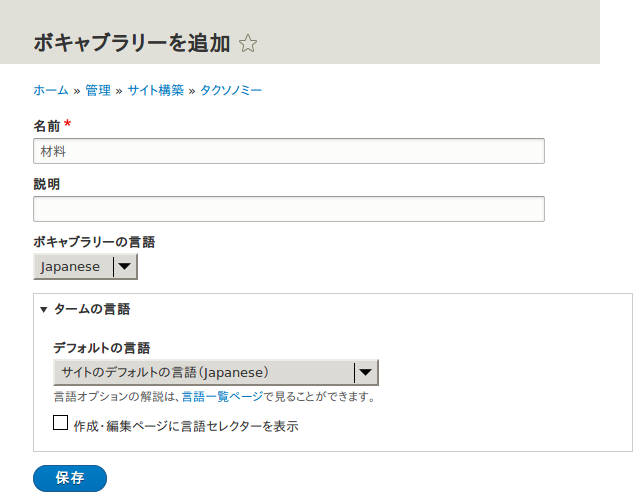 ボキャブラリーを追加
ホーム » 管理 » サイト構築 » タクソノミー
名前 *
材料
説明
ボキャブラリーの言語
Japanese
タームの言語
デフォルトの言語
サイトのデフォルトの言語(Japanese)
言語オプションの解説は、言語一覧ページで見ることができます。
作成・編集ページに言語セレクターを表示
保存